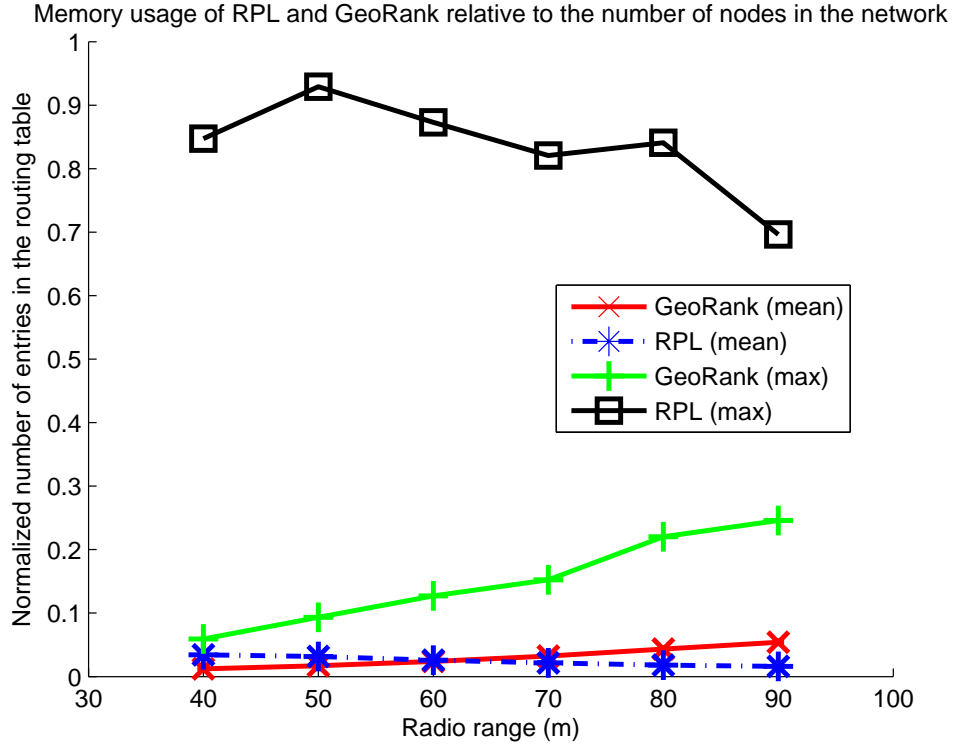 Memory usage of RPL and GeoRank relative to the number of nodes in the network
Normalized number of entries in the routing table
1
0.9
0.8
0.7
0.6
0.5
0.4
0.3
0.2
0.1
0
GeoRank (mean)
RPL (mean)
GeoRank (max)
RPL (max)
30 40 50 60 70 80 90 100
Radio range (m)